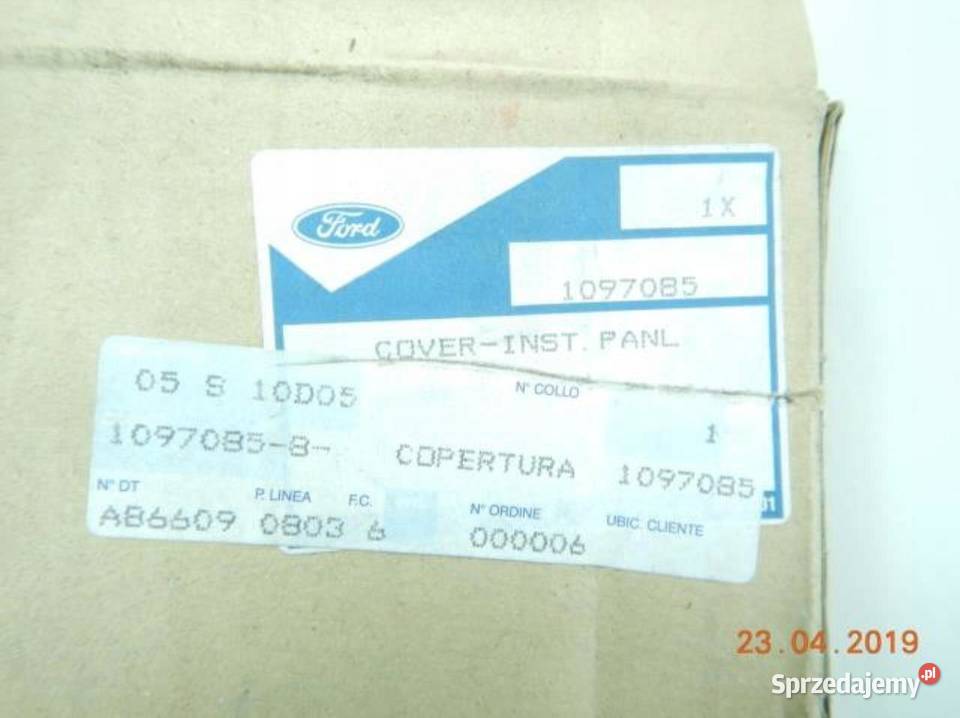 Ford
1X
1097085
COVER-INST. PANL
N° COLLO
05 S 10D05
1
1097085-8-
COPERTURA
1097085
N° DT
P. LINEA
F.C.
N° ORDINE
UBIC. CLIENTE
A86609 0803 6
000006
23.04.2019
Sprzedajemy.pl